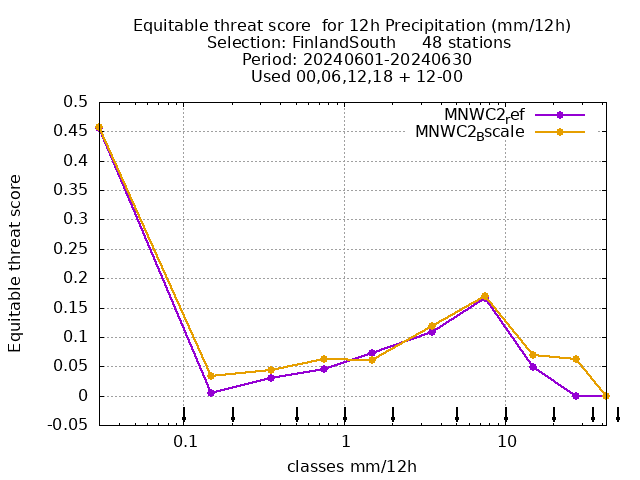 Equitable threat score  for 12h Precipitation (mm/12h)
Selection: FinlandSouth     48 stations
Period: 20240601-20240630
Used 00,06,12,18 + 12-00
MNWC2ref
MNWC2Bscale
0.5
0.45
0.4
0.35
0.3
0.25
0.2
0.15
0.1
0.05
0
-0.05
Equitable threat score
0.1
1
10
classes mm/12h